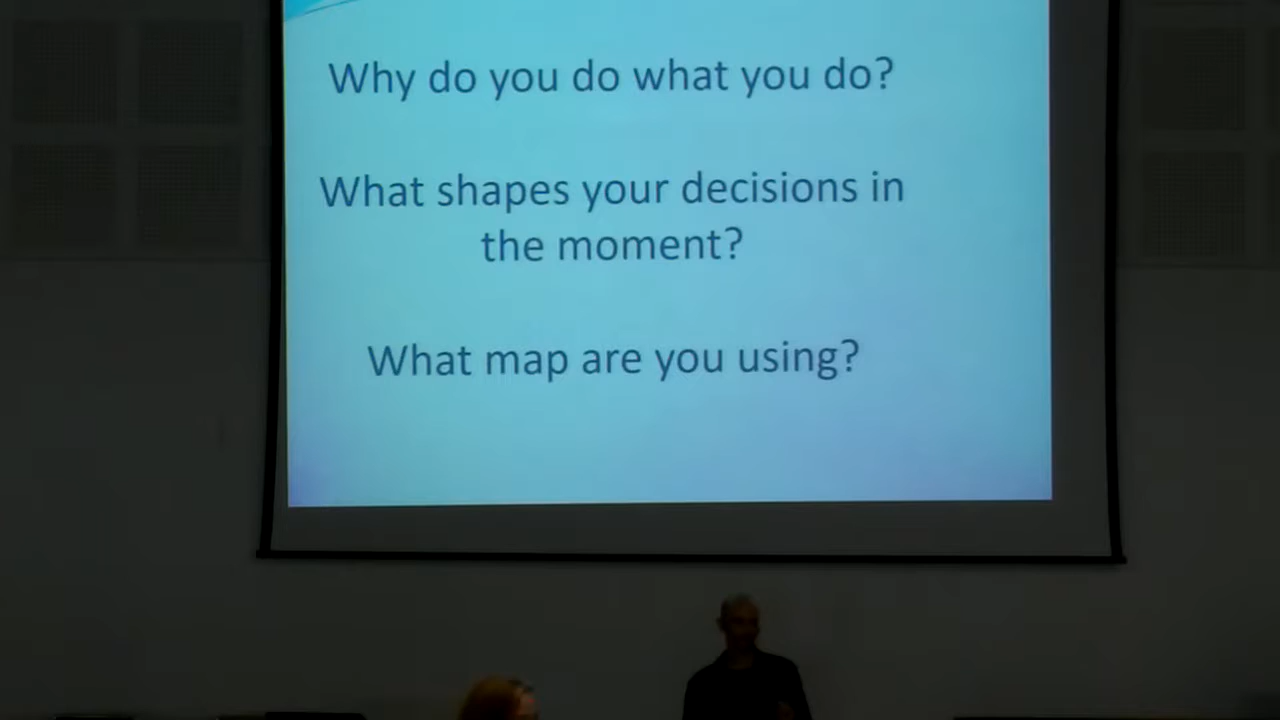 Why do you do what you do?
What shapes your decisions in
the moment?
What map are you using?